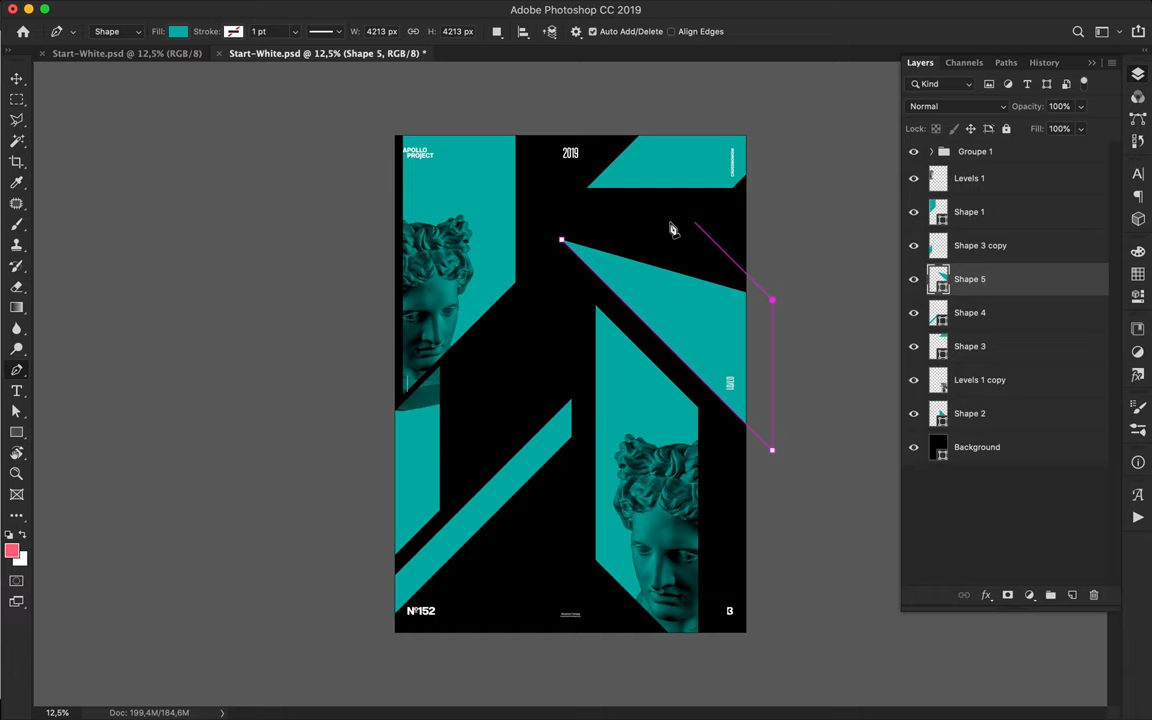 Adobe Photoshop CC 2019
Shape Fill: Stroke: 1 pt W: 4213 px H: 4213 px Auto Add/Delete Align Edges
Start-White.psd @ 12,5% (RGB/8) Start-White.psd @ 12,5% (Shape 5, RGB/8) *
APOLLO
PROJECT
2019
Nº152
B
Layers Channels Paths History
Kind
Normal Opacity: 100%
Lock: Fill: 100%
Groupe 1
Levels 1
Shape 1
Shape 3 copy
Shape 5
Shape 4
Shape 3
Levels 1 copy
Shape 2
Background
12,5% Doc: 199,4M/184,6M